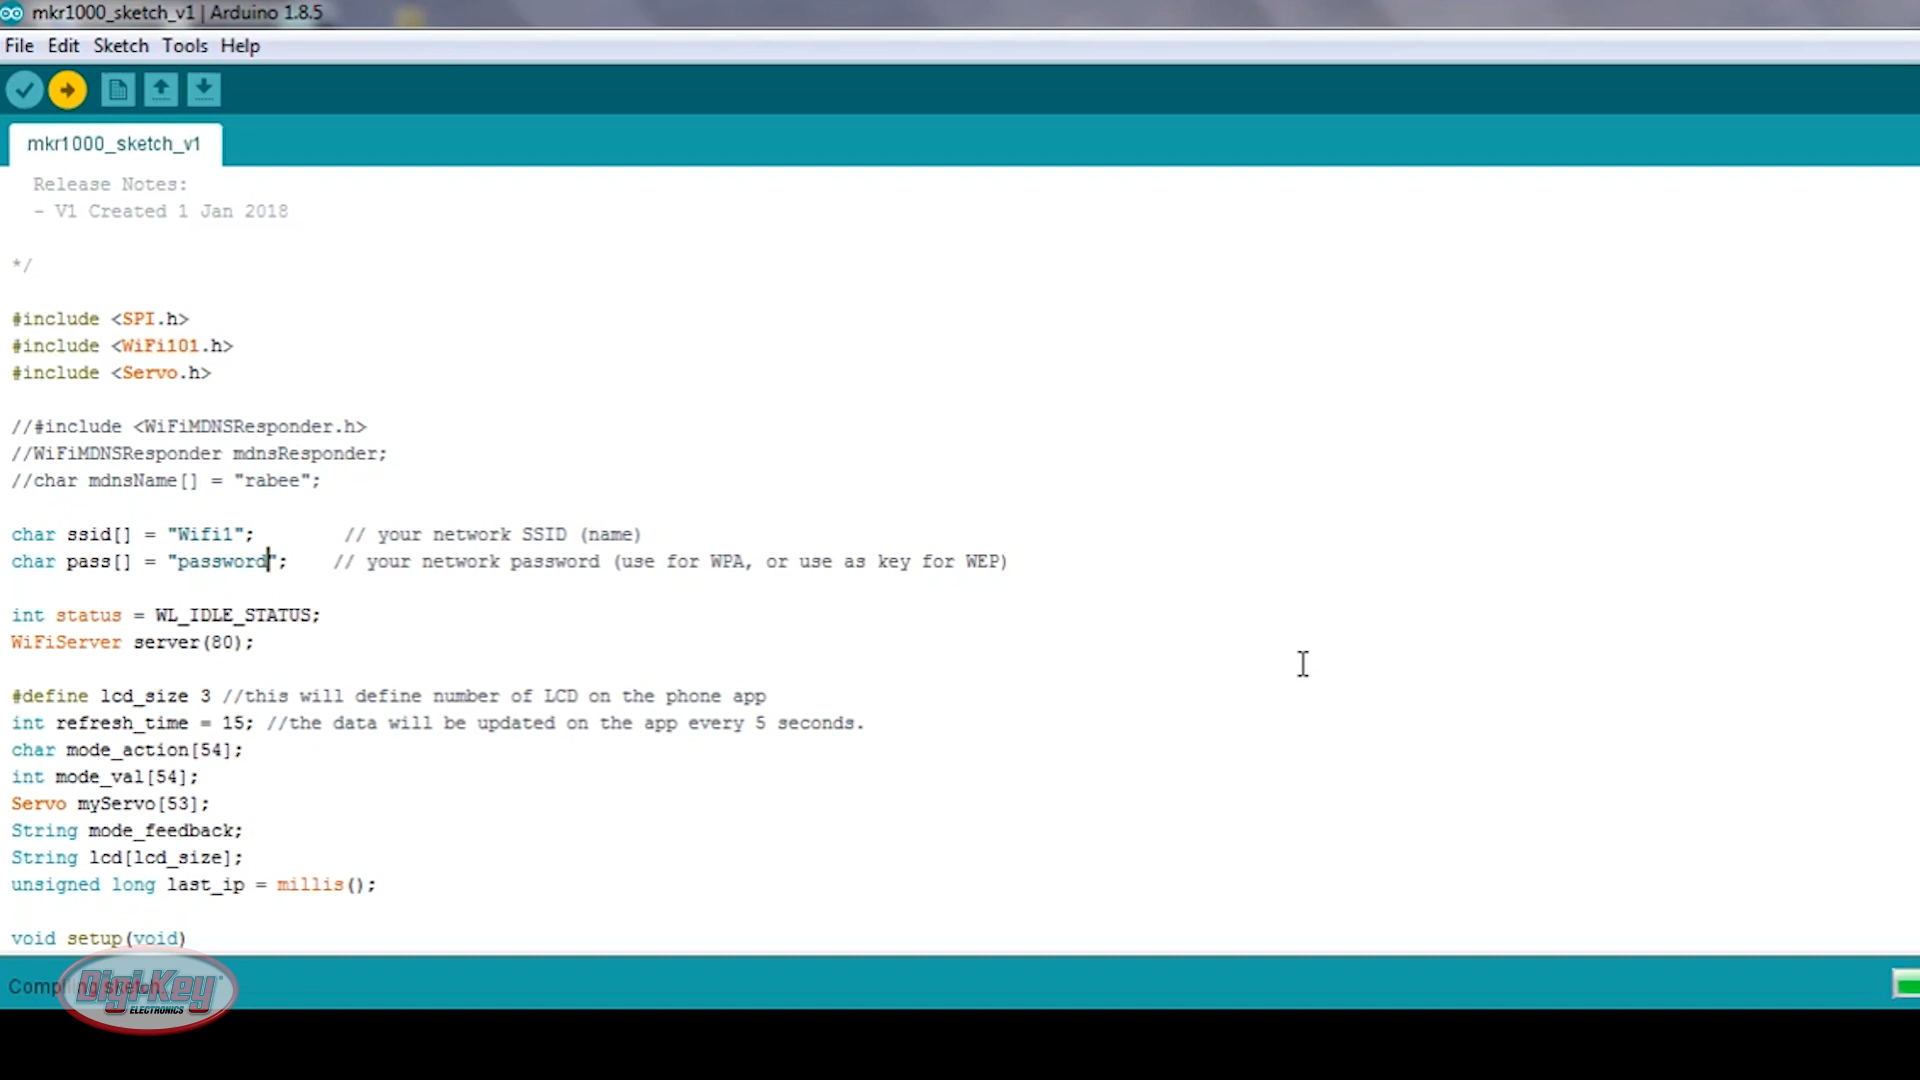 mkr1000_sketch_v1 | Arduino 1.8.5
File Edit Sketch Tools Help
mkr1000_sketch_v1
Release Notes:
- V1 Created 1 Jan 2018
*/
#include <SPI.h>
#include <WiFi101.h>
#include <Servo.h>
//#include <WiFiMDNSResponder.h>
//WiFiMDNSResponder mdnsResponder;
//char mdnsName[] = "rabee";
char ssid[] = "Wifi1"; // your network SSID (name)
char pass[] = "password"; // your network password (use for WPA, or use as key for WEP)
int status = WL_IDLE_STATUS;
WiFiServer server(80);
#define lcd_size 3 //this will define number of LCD on the phone app
int refresh_time = 15; //the data will be updated on the app every 5 seconds.
char mode_action[54];
int mode_val[54];
Servo myServo[53];
String mode_feedback;
String lcd[lcd_size];
unsigned long last_ip = millis();
void setup(void)
Compiling sketch...
Digi-Key
ELECTRONICS